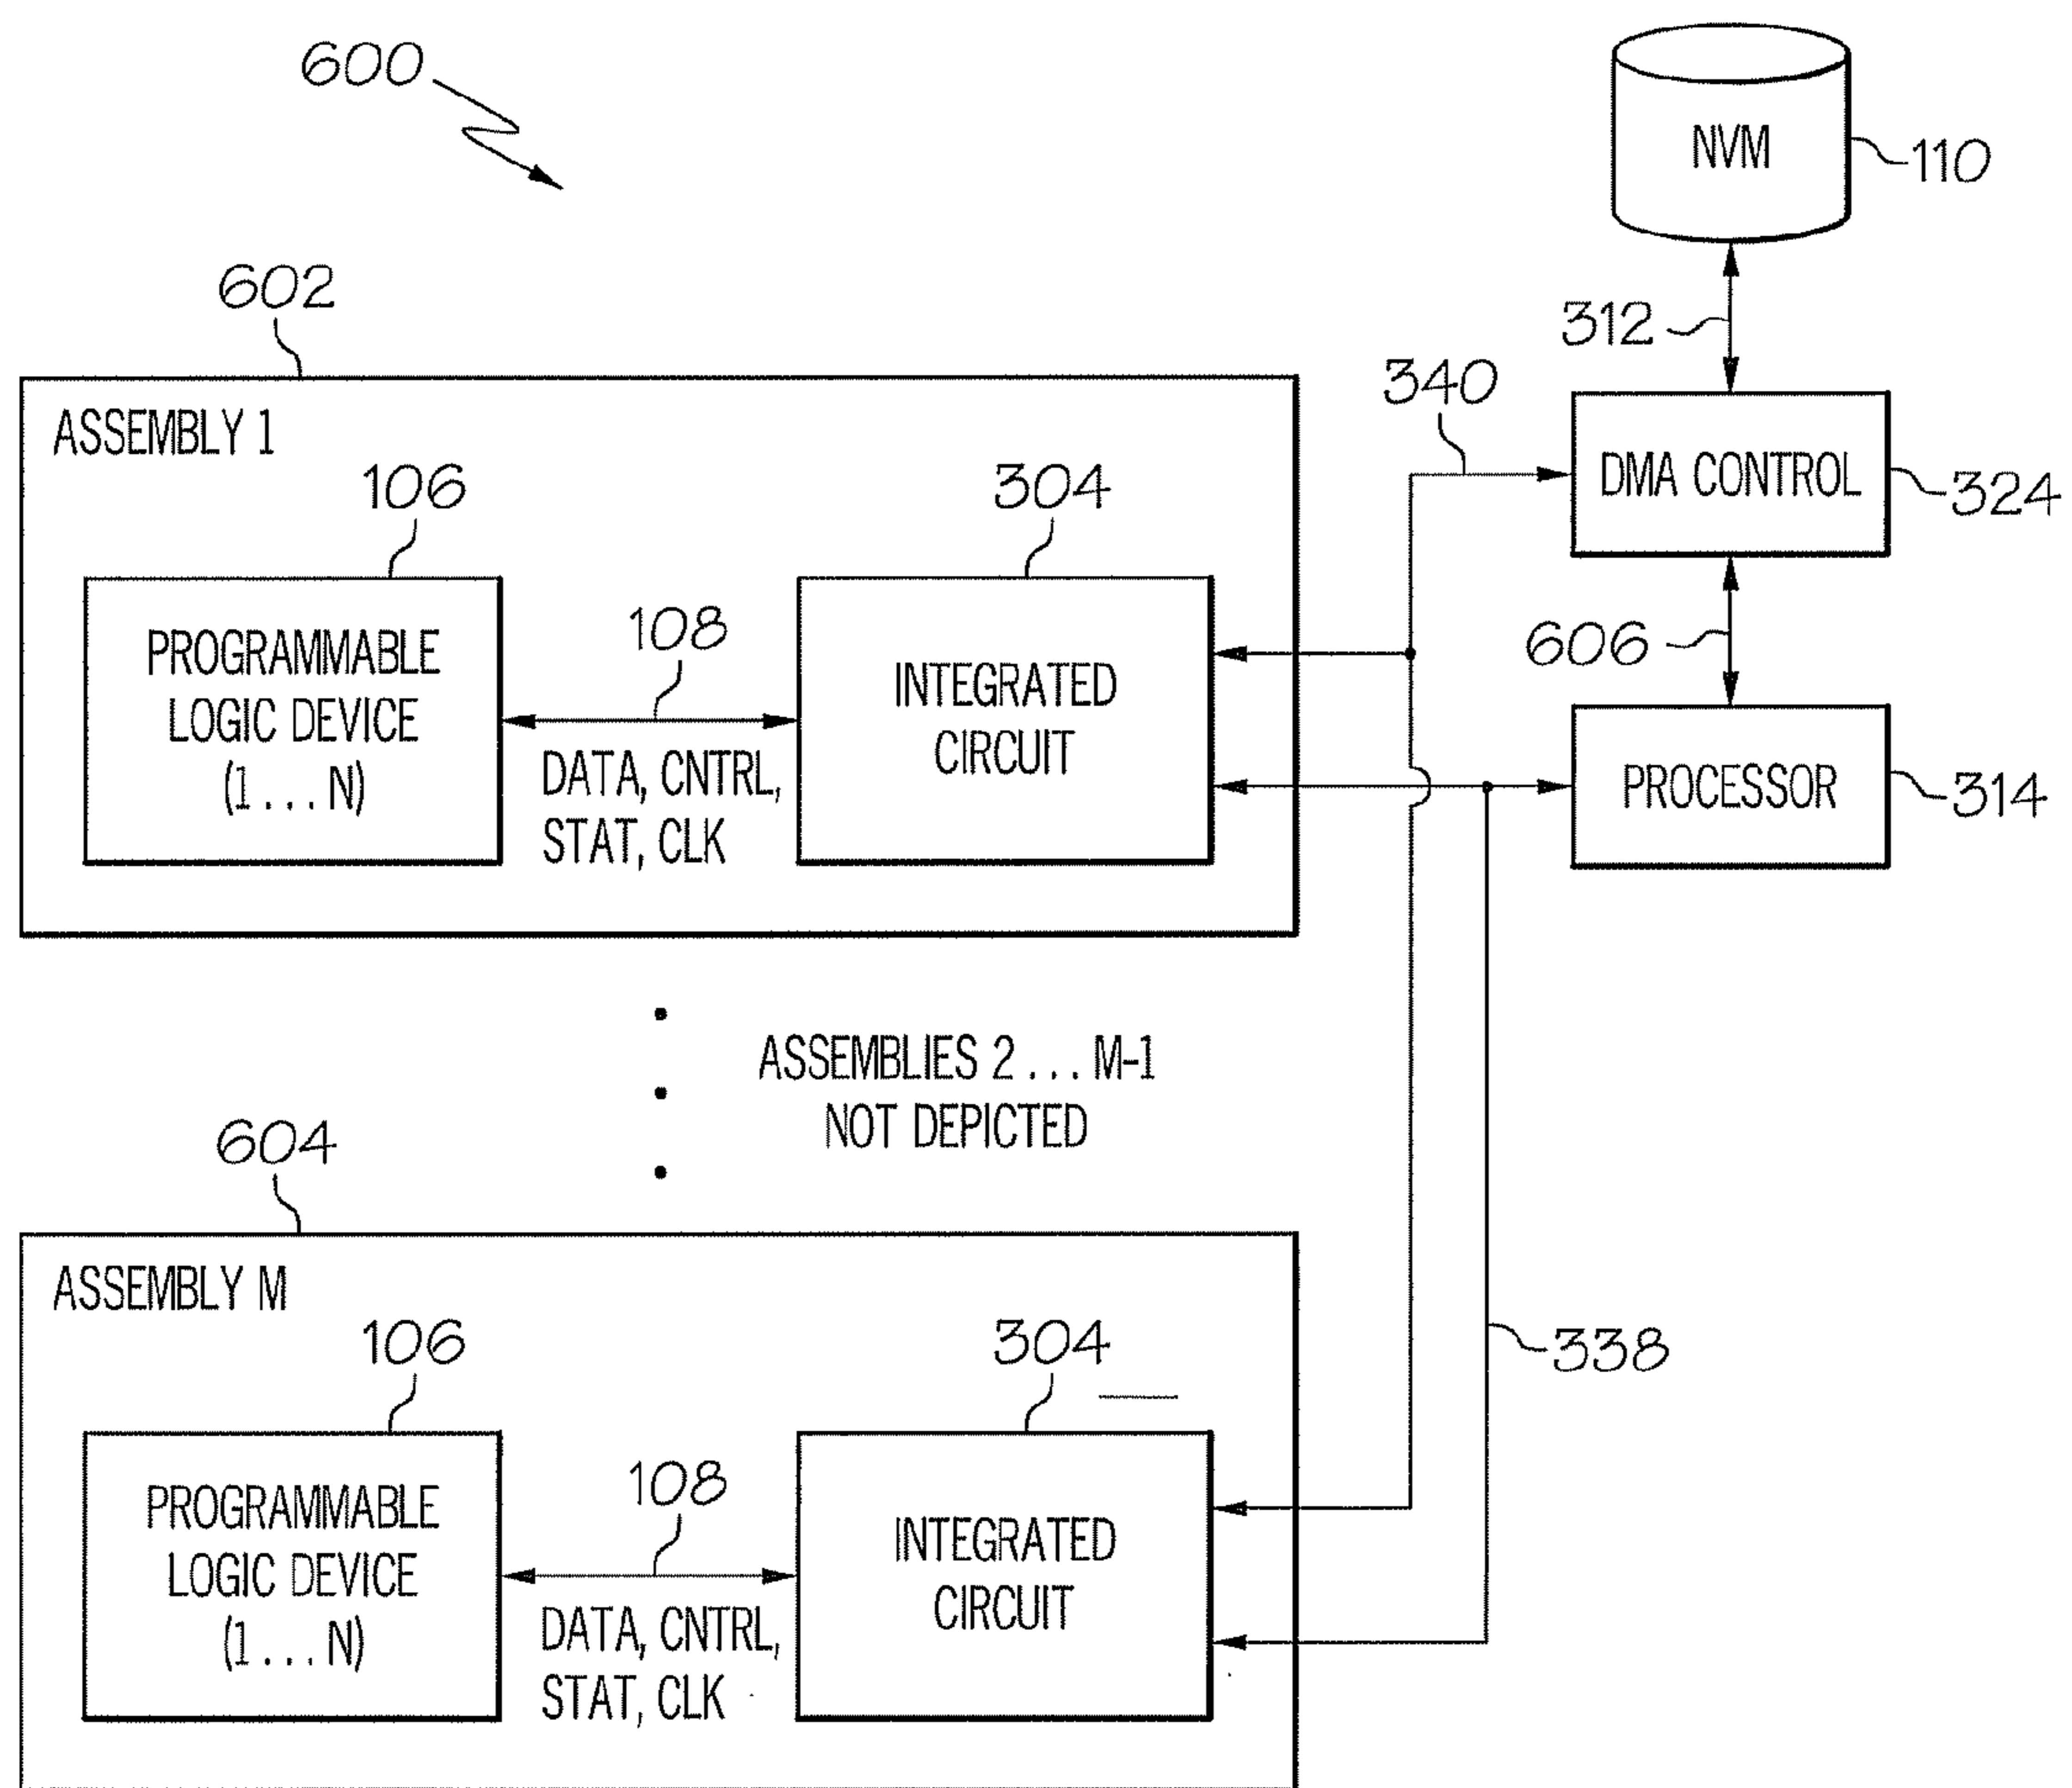 600
NVM
110
602
312
340
ASSEMBLY 1
DMA CONTROL
324
106
304
PROGRAMMABLE
LOGIC DEVICE
(1 . . . N)
108
DATA, CNTRL,
STAT, CLK
INTEGRATED
CIRCUIT
606
PROCESSOR
314
ASSEMBLIES 2 . . . M-1
NOT DEPICTED
604
ASSEMBLY M
106
304
338
PROGRAMMABLE
LOGIC DEVICE
(1 . . . N)
108
DATA, CNTRL,
STAT, CLK
INTEGRATED
CIRCUIT